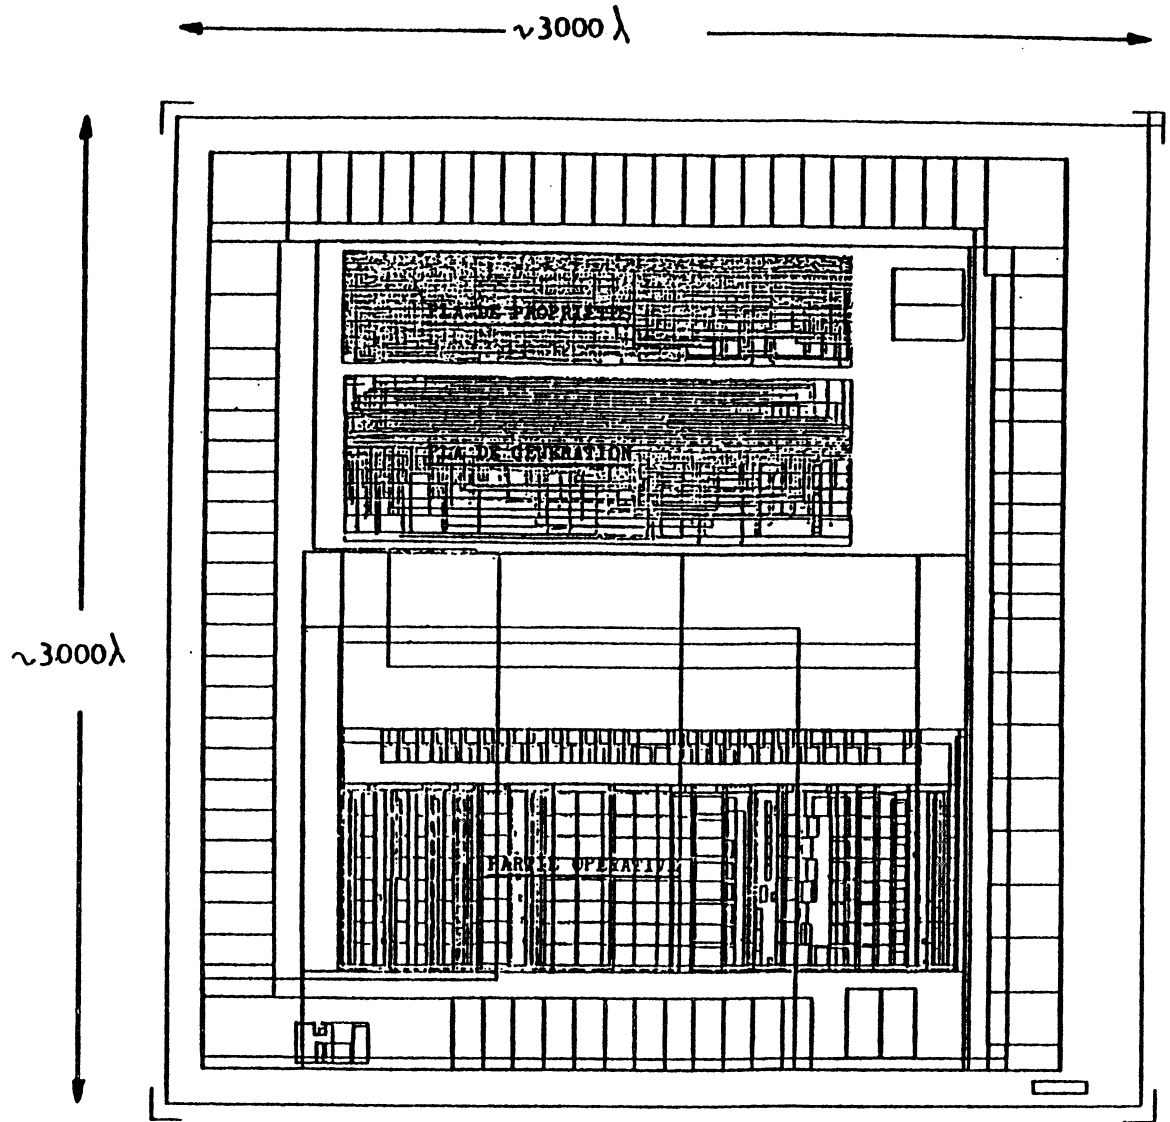 ~3000 λ
PLA DE PROPRIETES
PLA DE GENERATION
~3000λ
PARTIE OPERATIVE